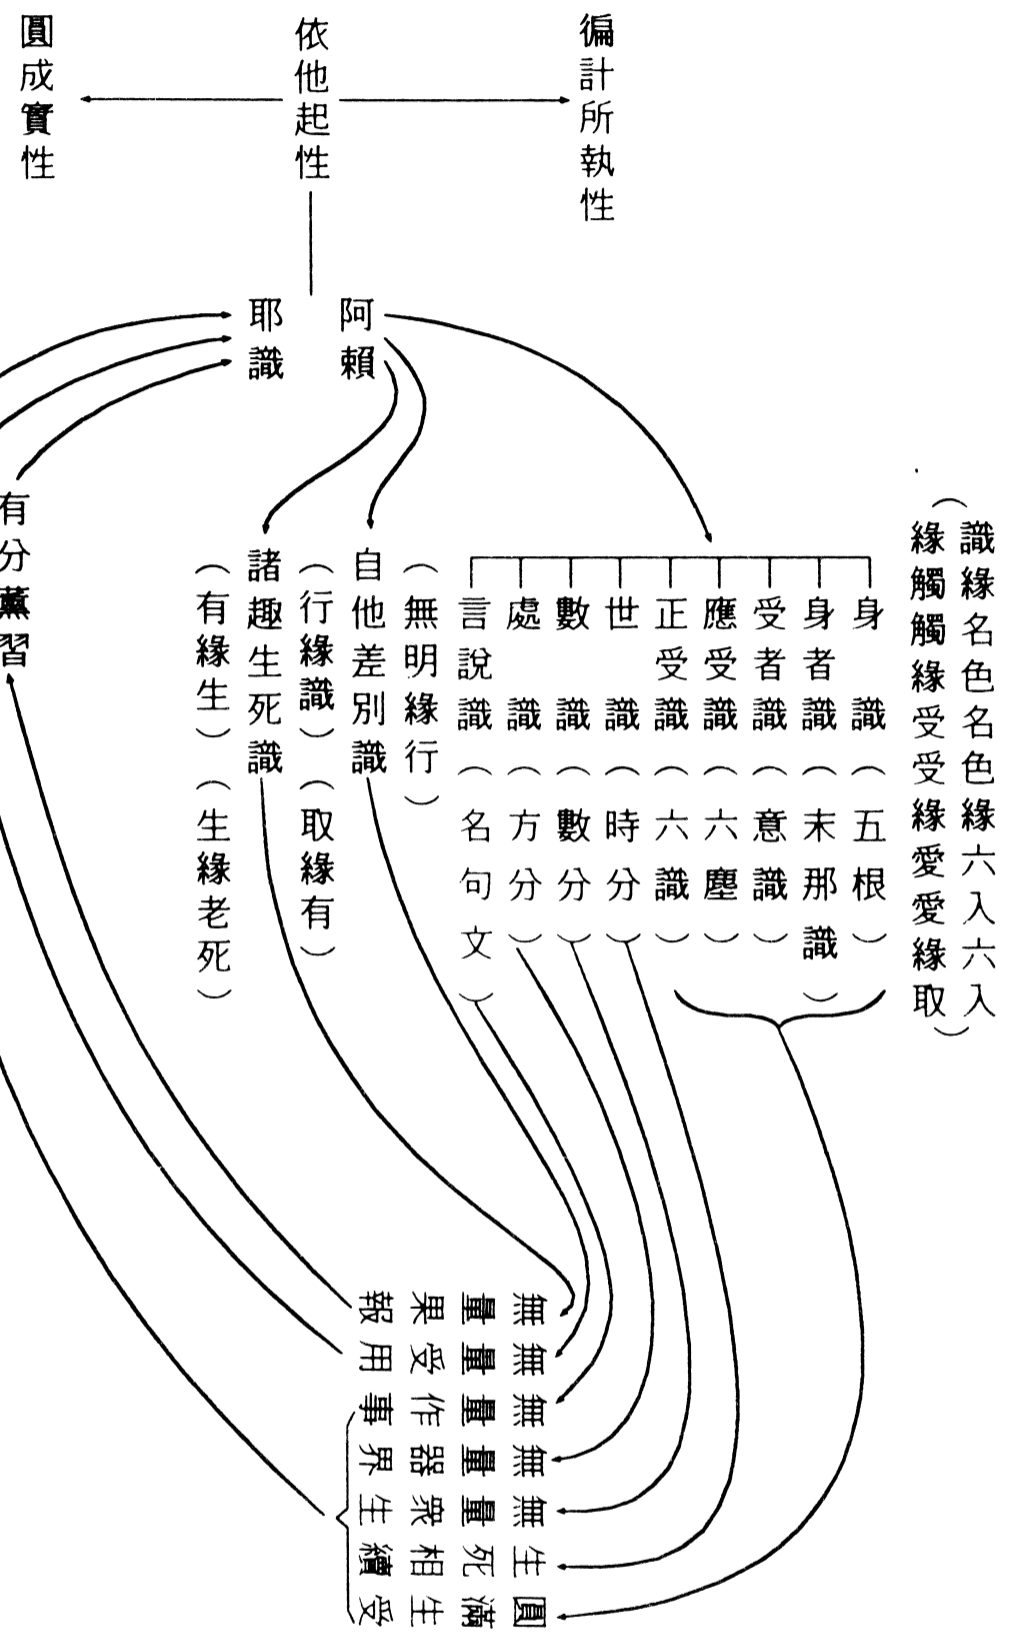 徧計所執性
依他起性
圓成實性
阿賴
耶識
（識緣名色名色緣六入六入
緣觸觸緣受受緣愛愛緣取）
身識（五根）
身者識（末那識）
受者識（意識）
應受識（六塵）
正受識（六識）
世識（時分）
數識（數分）
處識（方分）
言說識（名句文）
（無明緣行）
自他差別識
（行緣識）（取緣有）
諸趣生死識
（有緣生）（生緣老死）
有分薰習
無量果報
無量受用
無量作事
無量器界
無量衆生
生死相續
圓滿生受